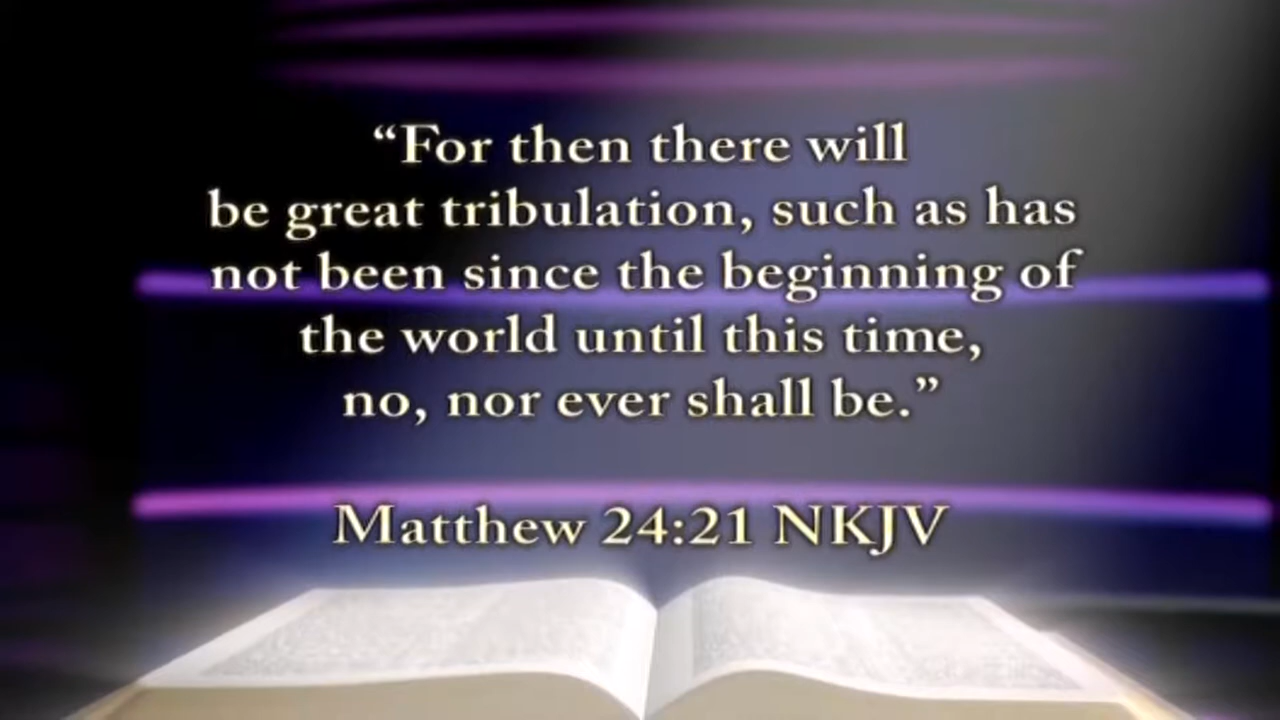 “For then there will
be great tribulation, such as has
not been since the beginning of
the world until this time,
no, nor ever shall be.”
Matthew 24:21 NKJV